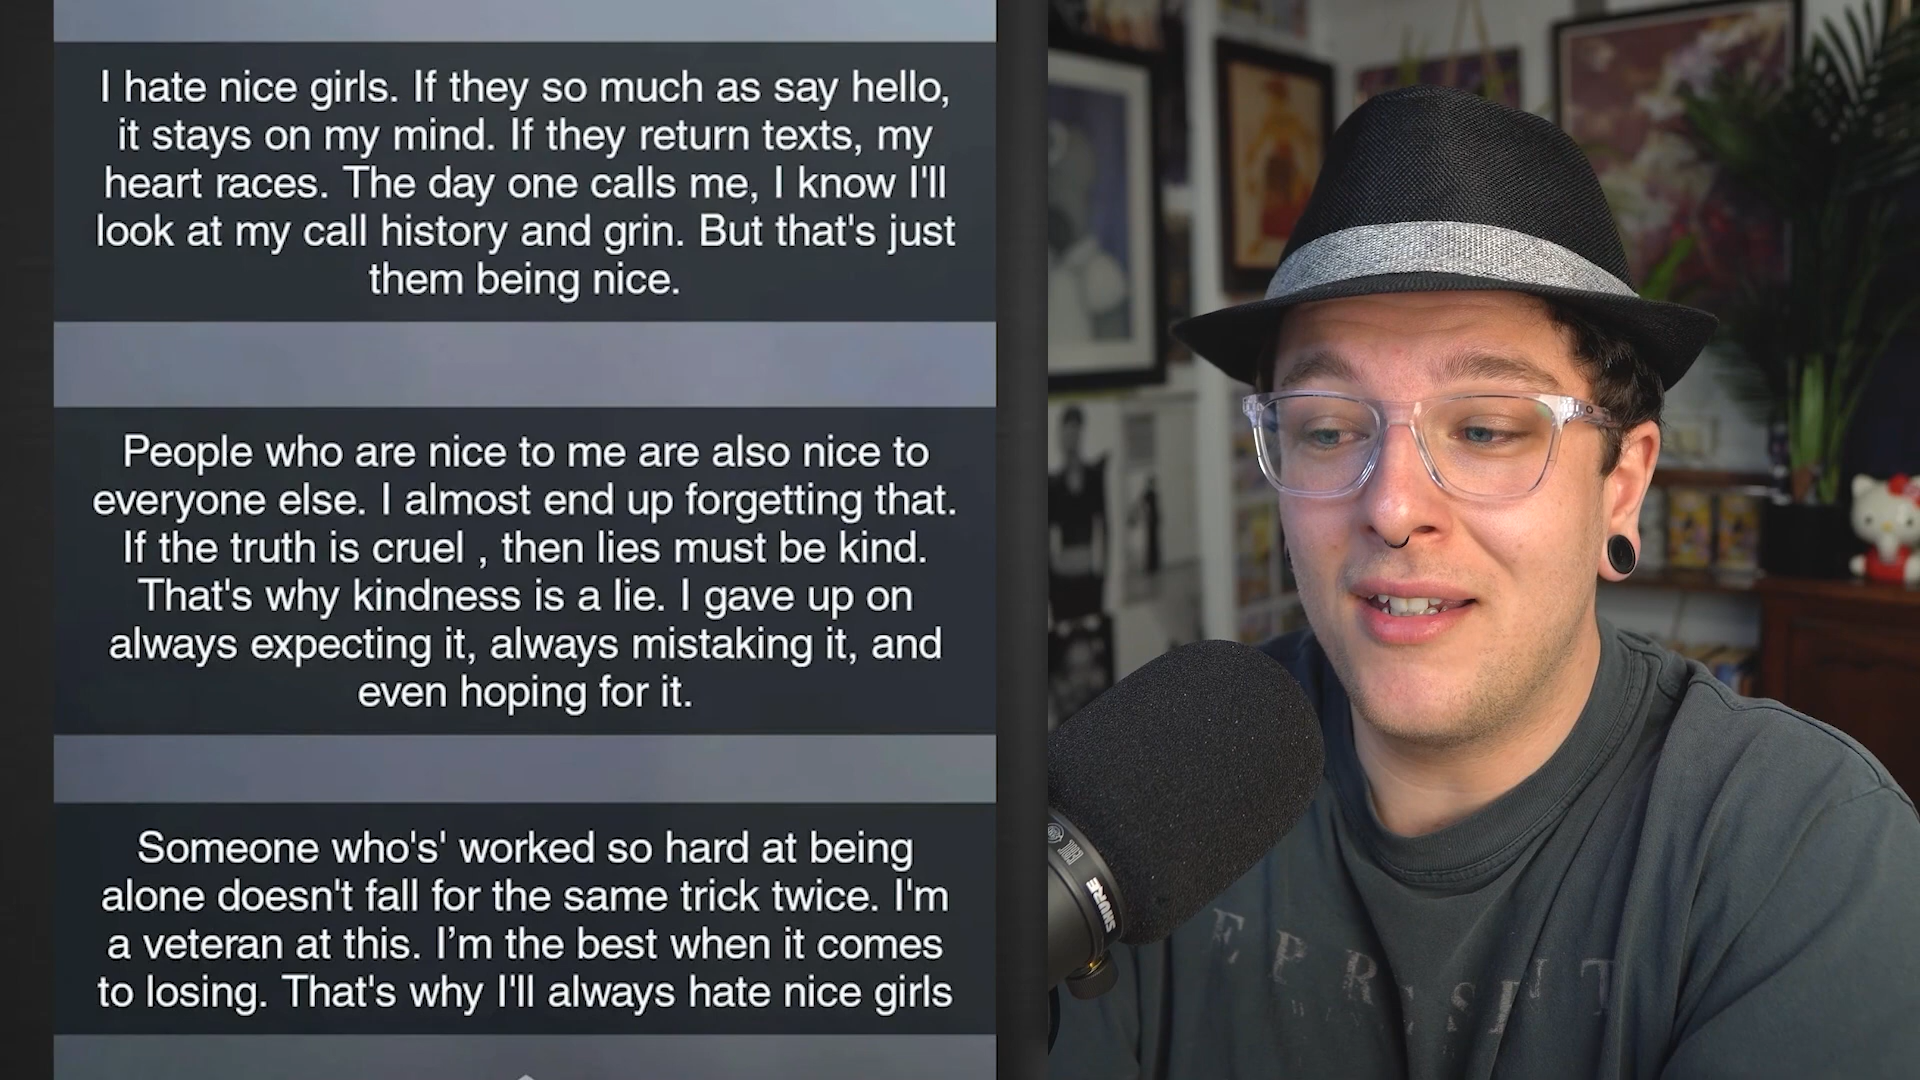 I hate nice girls. If they so much as say hello,
it stays on my mind. If they return texts, my
heart races. The day one calls me, I know I'll
look at my call history and grin. But that's just
them being nice.
People who are nice to me are also nice to
everyone else. I almost end up forgetting that.
If the truth is cruel , then lies must be kind.
That's why kindness is a lie. I gave up on
always expecting it, always mistaking it, and
even hoping for it.
Someone who's' worked so hard at being
alone doesn't fall for the same trick twice. I'm
a veteran at this. I’m the best when it comes
to losing. That's why I'll always hate nice girls
SHURE